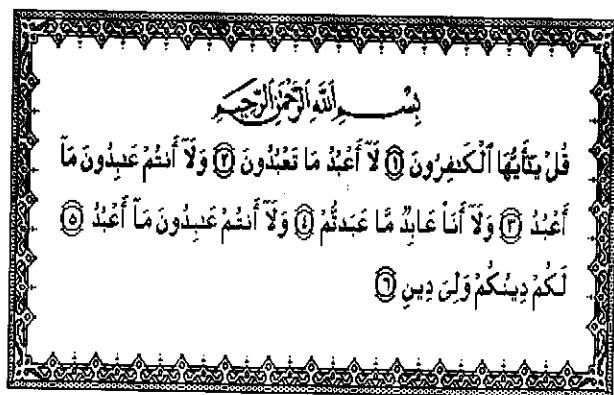 بِسْمِ ٱللَّهِ ٱلرَّحْمَٰنِ ٱلرَّحِيمِ
قُلْ يَٰٓأَيُّهَا ٱلْكَٰفِرُونَ ١ لَآ أَعْبُدُ مَا تَعْبُدُونَ ٢ وَلَآ أَنتُمْ عَٰبِدُونَ مَآ
أَعْبُدُ ٣ وَلَآ أَنَا۠ عَابِدٌ مَّا عَبَدتُّمْ ٤ وَلَآ أَنتُمْ عَٰبِدُونَ مَآ أَعْبُدُ ٥
لَكُمْ دِينُكُمْ وَلِىَ دِينِ ٦